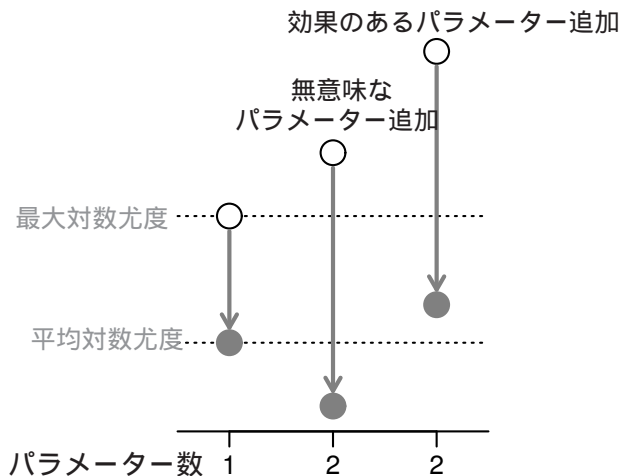 効果のあるパラメーター追加
無意味な
パラメーター追加
最大対数尤度
平均対数尤度
パラメーター数 1 2 2